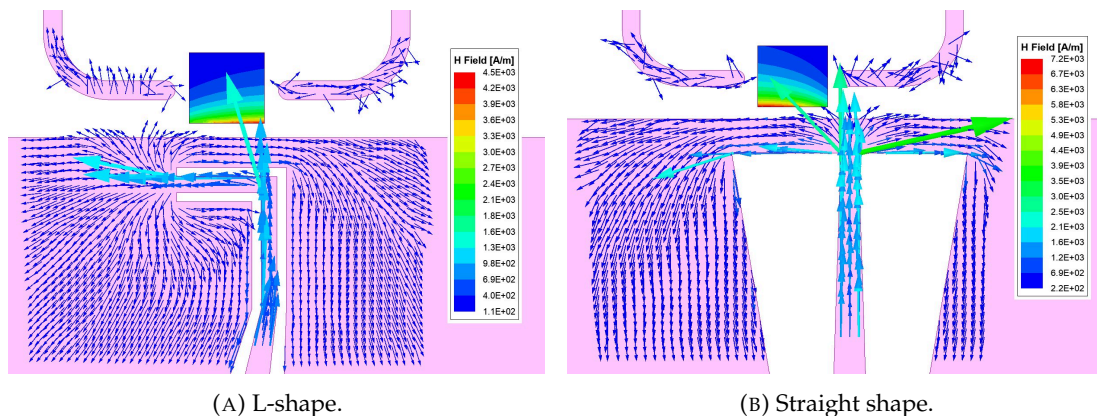 H Field [A/m]
4.5E+03
4.2E+03
3.9E+03
3.6E+03
3.3E+03
3.0E+03
2.7E+03
2.4E+03
2.1E+03
1.8E+03
1.6E+03
1.3E+03
9.8E+02
6.9E+02
4.0E+02
1.1E+02
H Field [A/m]
7.2E+03
6.7E+03
6.3E+03
5.8E+03
5.3E+03
4.9E+03
4.4E+03
3.9E+03
3.5E+03
3.0E+03
2.6E+03
2.1E+03
1.6E+03
1.2E+03
6.9E+02
2.2E+02
(A) L-shape.
(B) Straight shape.